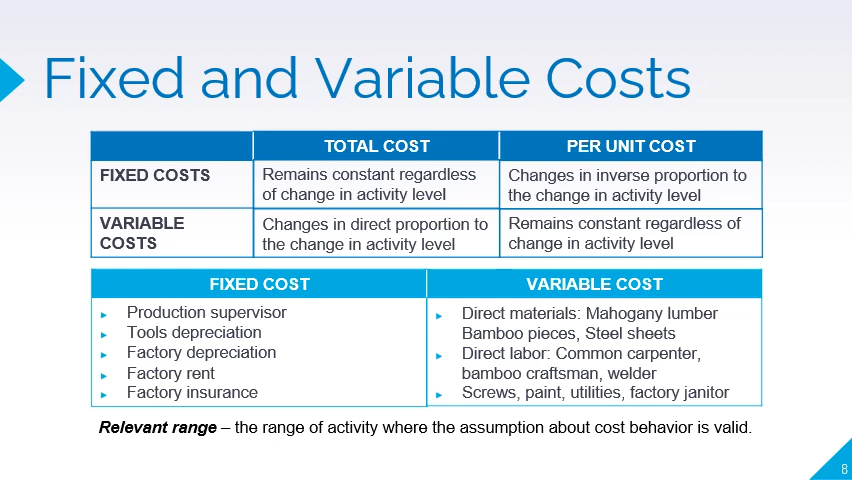 Fixed and Variable Costs
TOTAL COST
PER UNIT COST
FIXED COSTS
Remains constant regardless
of change in activity level
Changes in inverse proportion to
the change in activity level
VARIABLE
COSTS
Changes in direct proportion to
the change in activity level
Remains constant regardless of
change in activity level
FIXED COST
Production supervisor
Tools depreciation
Factory depreciation
Factory rent
Factory insurance
VARIABLE COST
Direct materials: Mahogany lumber
Bamboo pieces, Steel sheets
Direct labor: Common carpenter,
bamboo craftsman, welder
Screws, paint, utilities, factory janitor
Relevant range – the range of activity where the assumption about cost behavior is valid.
8